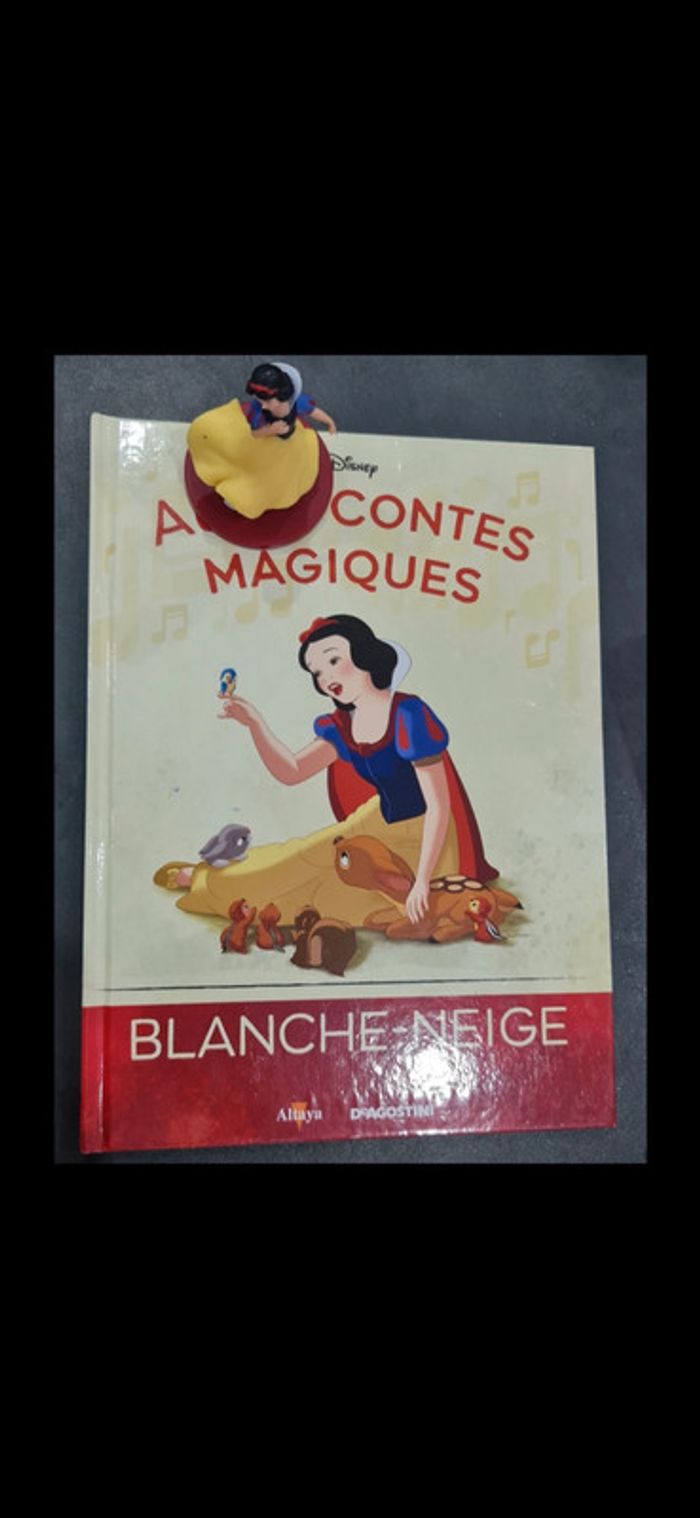 Disney
CONTES
MAGIQUES
BLANCHE-NEIGE
Altaya DeAGOSTINI